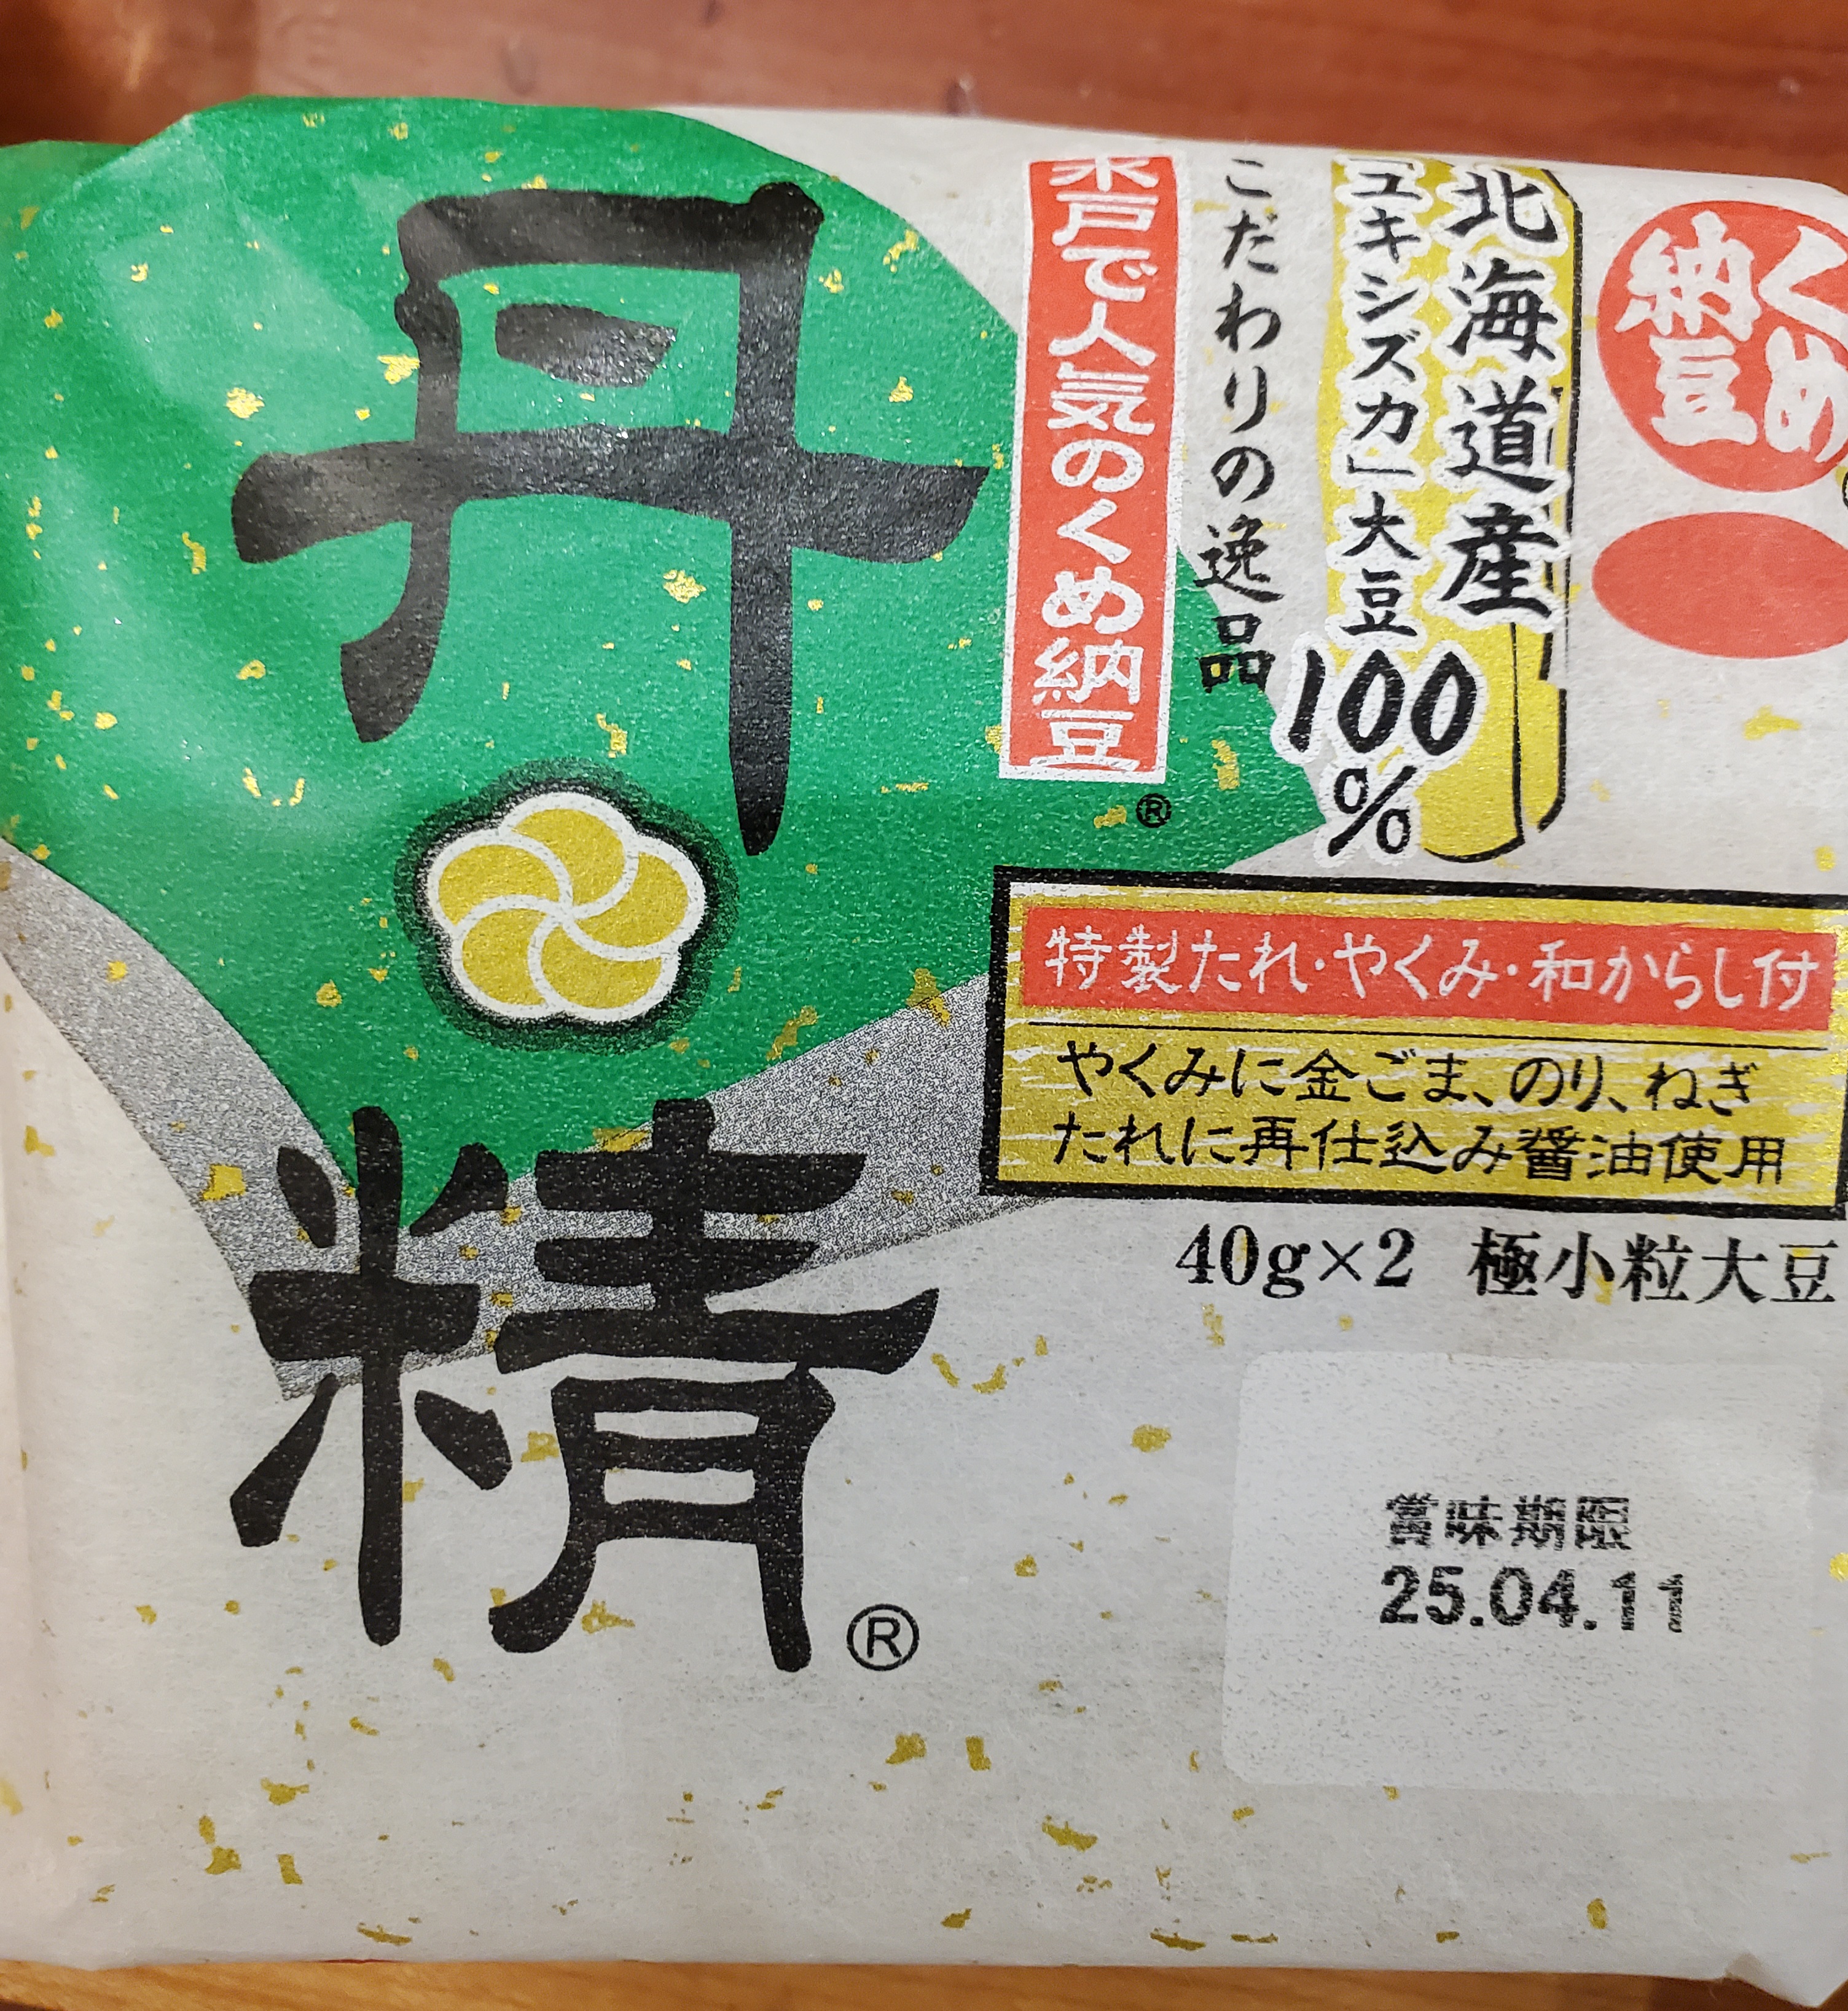 くめ
納豆
北海道産
「ユキシズカ」大豆
100
%
こだわりの逸品
水戸で人気のくめ納豆
®
丹
精
®
特製たれ・やくみ・和からし付
やくみに金ごま、のり、ねぎ
たれに再仕込み醤油使用
40g×2 極小粒大豆
賞味期限
25.04.11